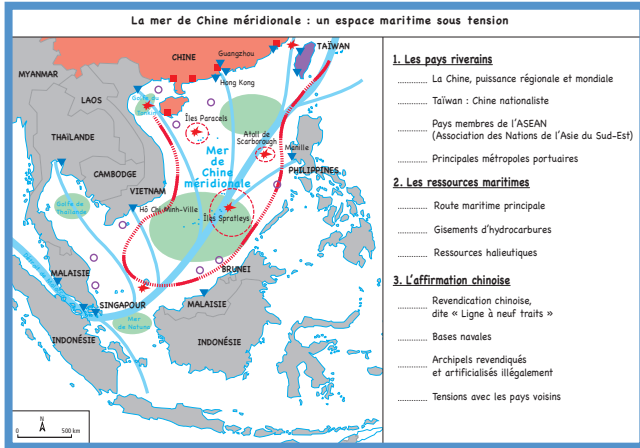 La mer de Chine méridionale : un espace maritime sous tension
CHINE
Guangzhou
TAÏWAN
MYANMAR
Hong Kong
LAOS
Golfe du
Tonkin
Îles Paracels
THAÏLANDE
Atoll de
Scarborough
Mer
de
Chine
méridionale
Manille
CAMBODGE
PHILIPPINES
VIETNAM
Golfe de
Thaïlande
Hô Chi Minh-Ville
Îles Spratleys
BRUNEI
MALAISIE
MALAISIE
SINGAPOUR
Mer
de Natuna
INDONÉSIE
INDONÉSIE
N
0
500 km
1. Les pays riverains
............ La Chine, puissance régionale et mondiale
............ Taïwan : Chine nationaliste
............ Pays membres de l'ASEAN
(Association des Nations de l'Asie du Sud-Est)
............ Principales métropoles portuaires
2. Les ressources maritimes
............ Route maritime principale
............ Gisements d'hydrocarbures
............ Ressources halieutiques
3. L'affirmation chinoise
............ Revendication chinoise,
dite « Ligne à neuf traits »
............ Bases navales
............ Archipels revendiqués
et artificialisés illégalement
............ Tensions avec les pays voisins